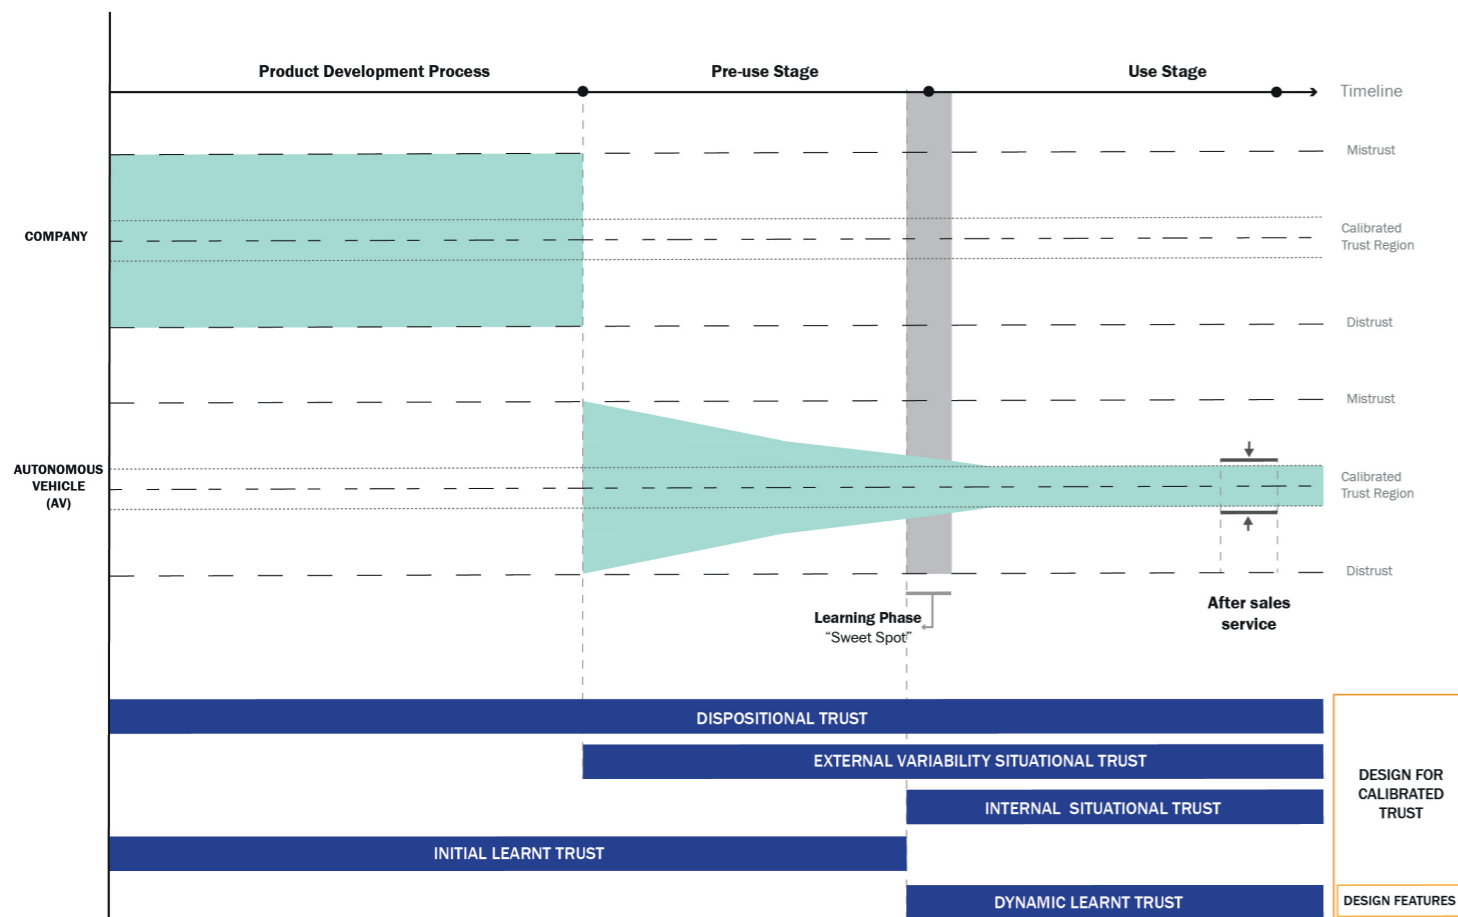 Product Development Process
Pre-use Stage
Use Stage
Timeline
Mistrust
COMPANY
Calibrated
Trust Region
Distrust
Mistrust
AUTONOMOUS
VEHICLE
(AV)
Calibrated
Trust Region
Distrust
Learning Phase
“Sweet Spot”
After sales
service
DISPOSITIONAL TRUST
EXTERNAL VARIABILITY SITUATIONAL TRUST
INTERNAL SITUATIONAL TRUST
INITIAL LEARNT TRUST
DYNAMIC LEARNT TRUST
DESIGN FOR
CALIBRATED
TRUST
DESIGN FEATURES